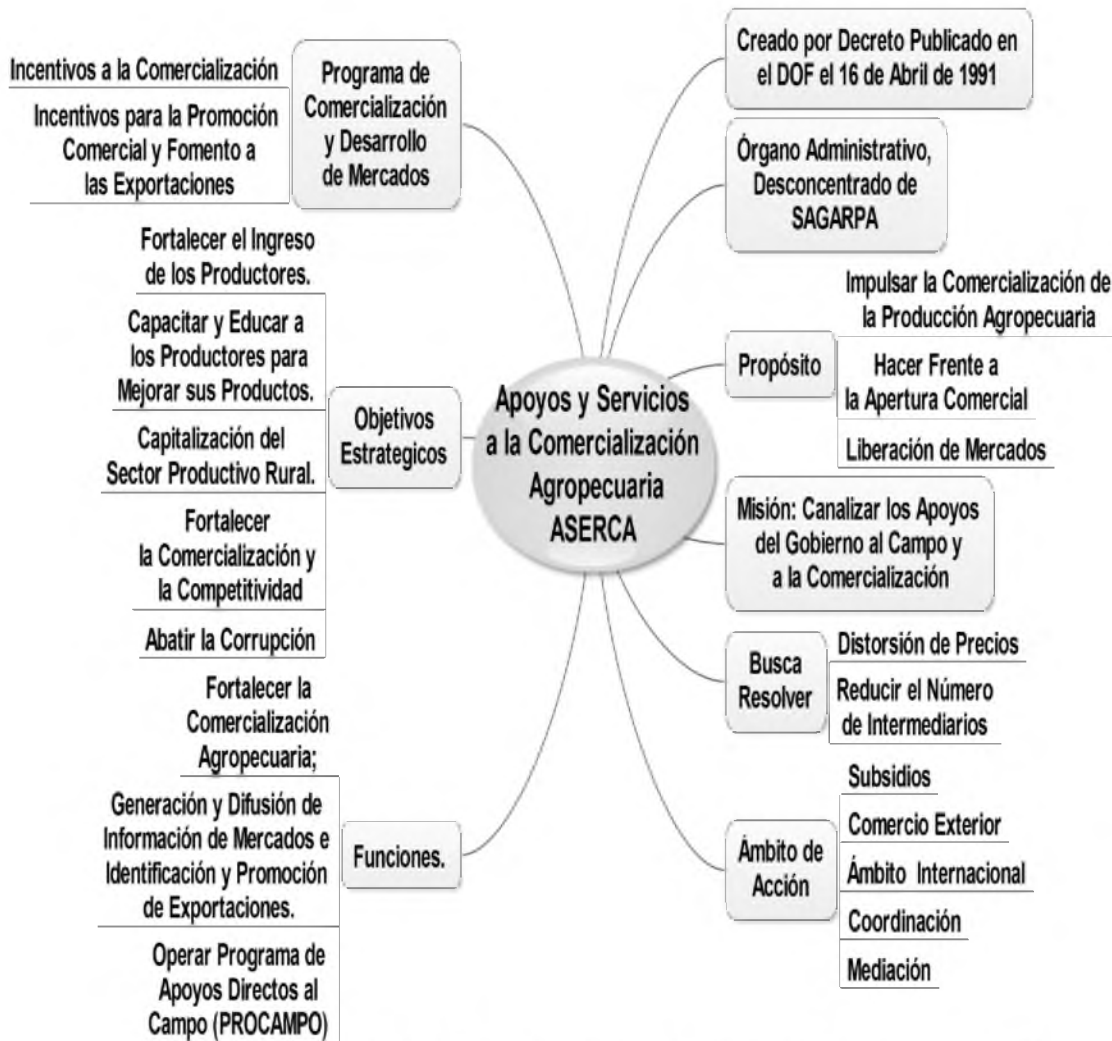 Apoyos y Servicios
a la Comercialización
Agropecuaria
ASERCA
Creado por Decreto Publicado en
el DOF el 16 de Abril de 1991
Órgano Administrativo,
Desconcentrado de
SAGARPA
Propósito
Impulsar la Comercialización de
la Producción Agropecuaria
Hacer Frente a
la Apertura Comercial
Liberación de Mercados
Misión: Canalizar los Apoyos
del Gobierno al Campo y
a la Comercialización
Busca
Resolver
Distorsión de Precios
Reducir el Número
de Intermediarios
Ámbito de
Acción
Subsidios
Comercio Exterior
Ámbito Internacional
Coordinación
Mediación
Programa de
Comercialización
y Desarrollo
de Mercados
Incentivos a la Comercialización
Incentivos para la Promoción
Comercial y Fomento a
las Exportaciones
Objetivos
Estrategicos
Fortalecer el Ingreso
de los Productores.
Capacitar y Educar a
los Productores para
Mejorar sus Productos.
Capitalización del
Sector Productivo Rural.
Fortalecer
la Comercialización y
la Competitividad
Abatir la Corrupción
Funciones.
Fortalecer la
Comercialización
Agropecuaria;
Generación y Difusión de
Información de Mercados e
Identificación y Promoción
de Exportaciones.
Operar Programa de
Apoyos Directos al
Campo (PROCAMPO)